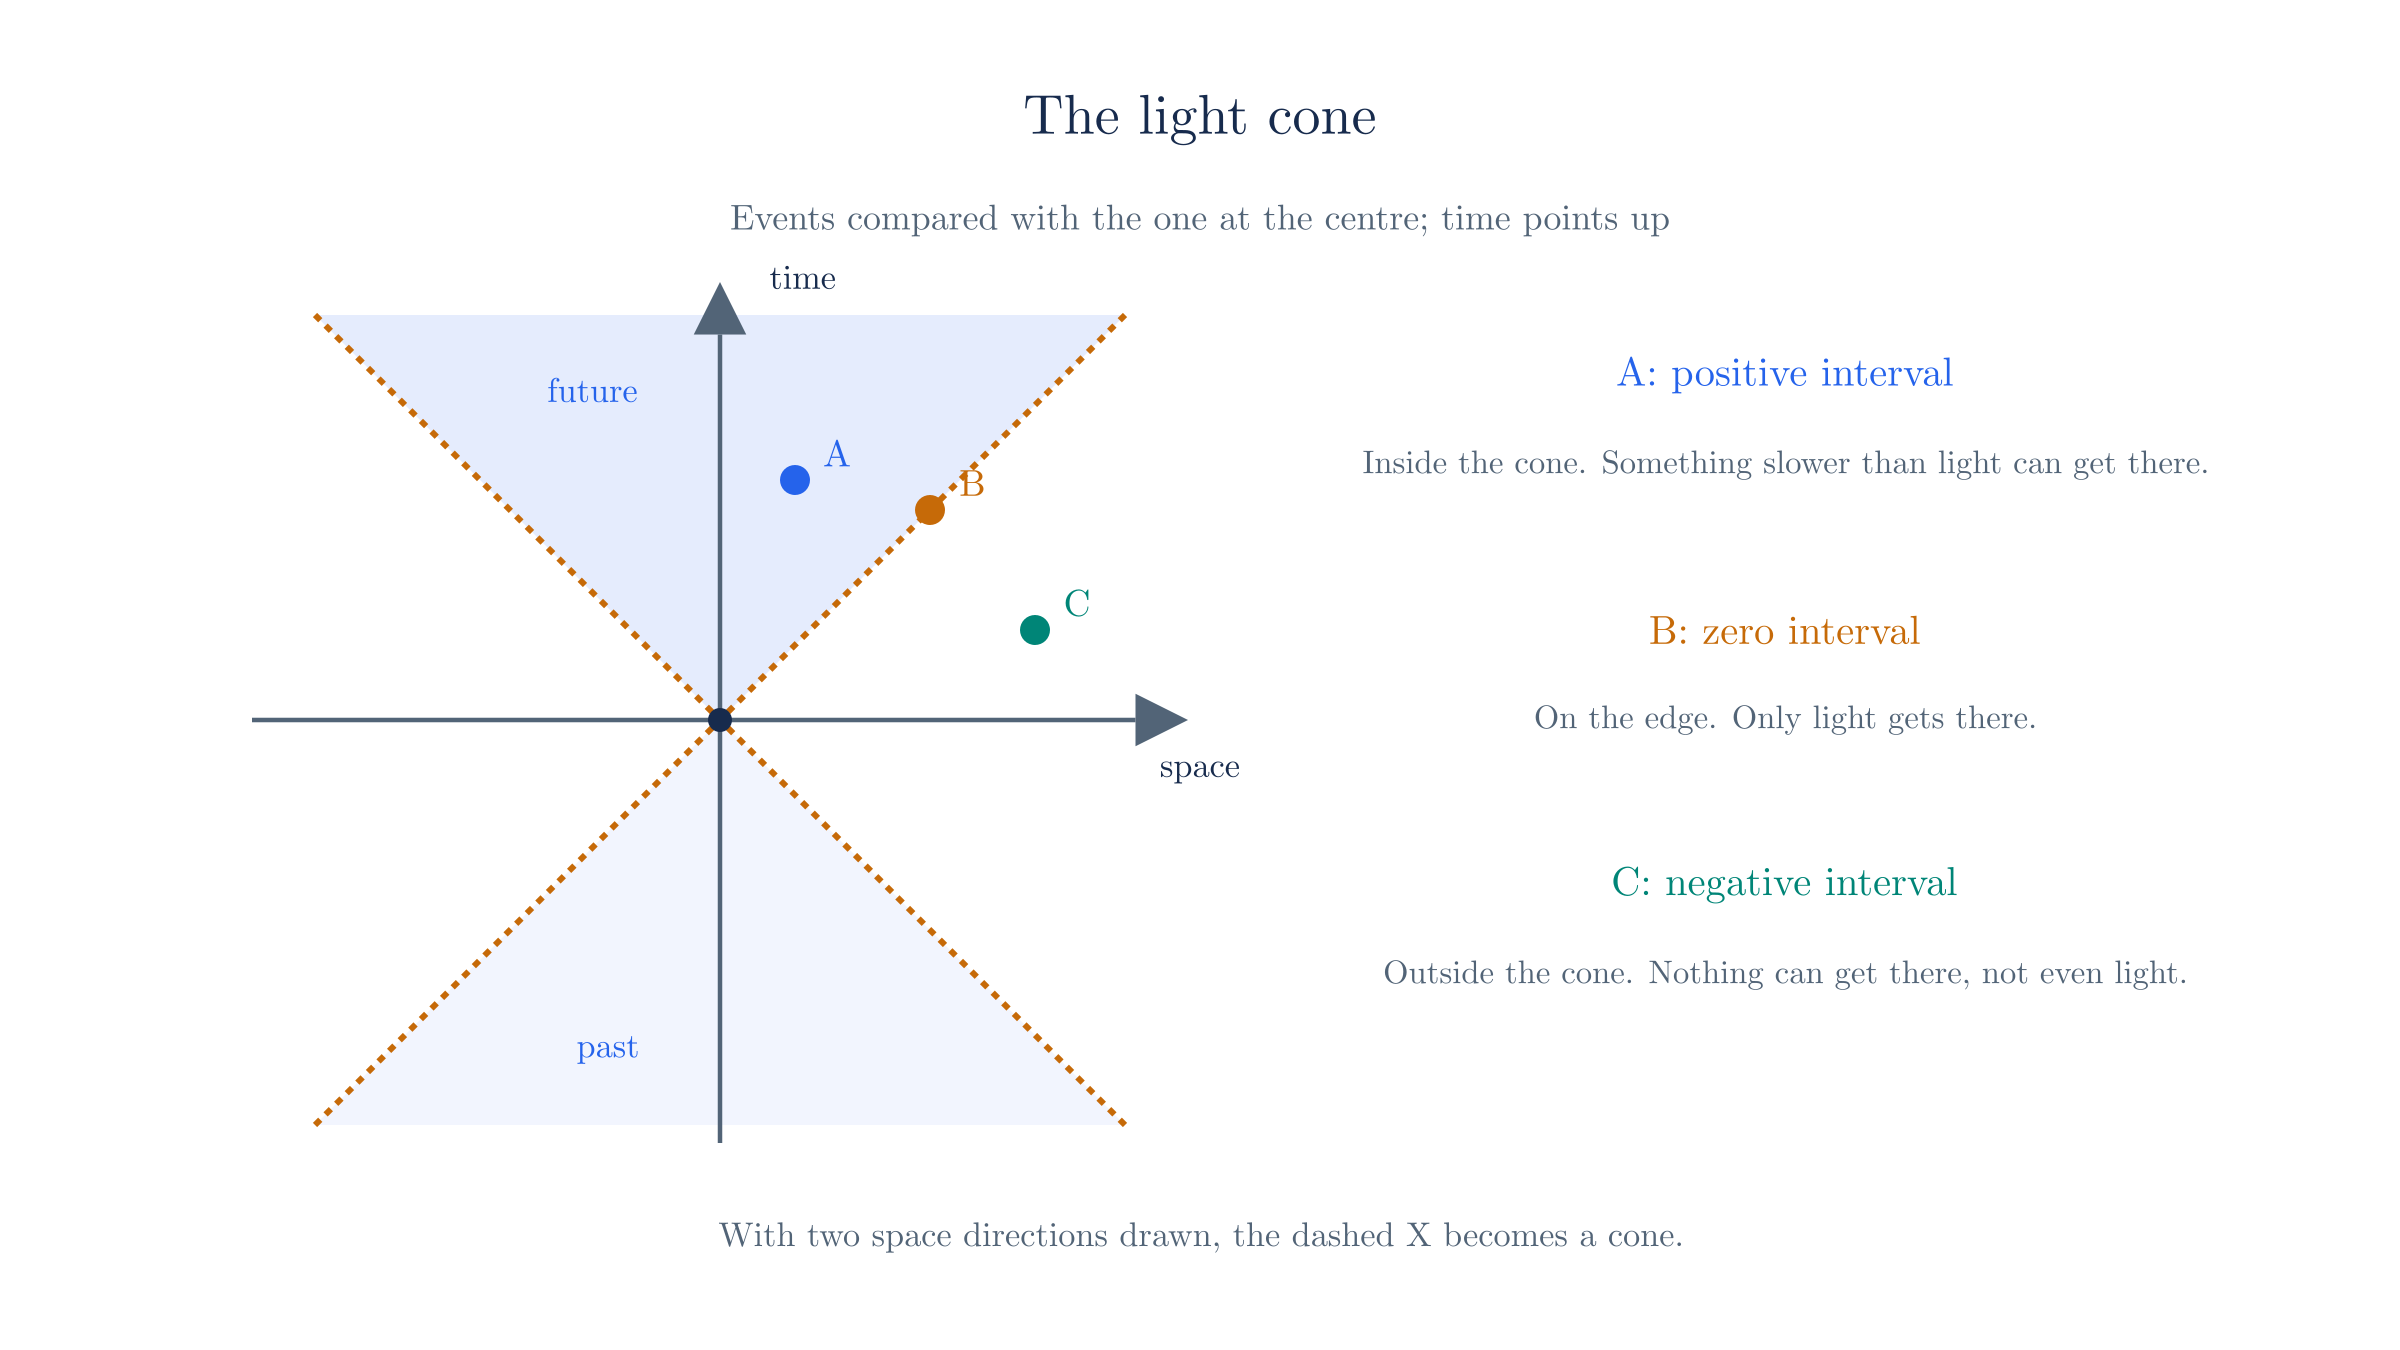 The light cone
Events compared with the one at the centre; time points up
time
future
A
B
C
space
past
A: positive interval
Inside the cone. Something slower than light can get there.
B: zero interval
On the edge. Only light gets there.
C: negative interval
Outside the cone. Nothing can get there, not even light.
With two space directions drawn, the dashed X becomes a cone.